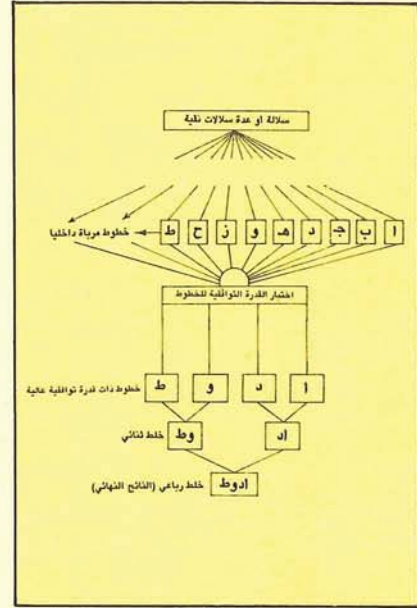 سلالة او عدة سلالات نقية
ا ب جـ د هـ و ز ح ط خطوط مرباة داخليا
اختبار القدرة التوافقية للخطوط
ا د و ط خطوط ذات قدرة توافقية عالية
اد وط خلط ثنائي
ادوط خلط رباعي (الناتج النهائي)